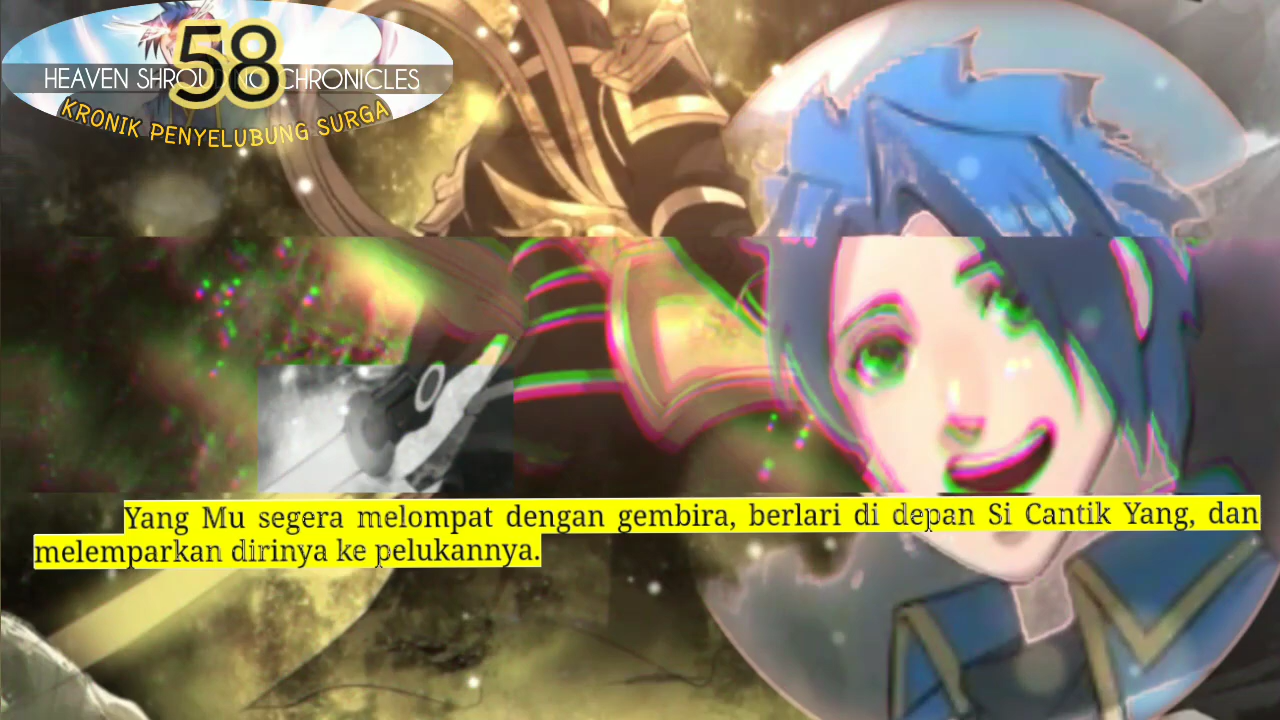 58
HEAVEN SHROUDING CHRONICLES
KRONIK PENYELUBUNG SURGA
Yang Mu segera melompat dengan gembira, berlari di depan Si Cantik Yang, dan
melemparkan dirinya ke pelukannya.